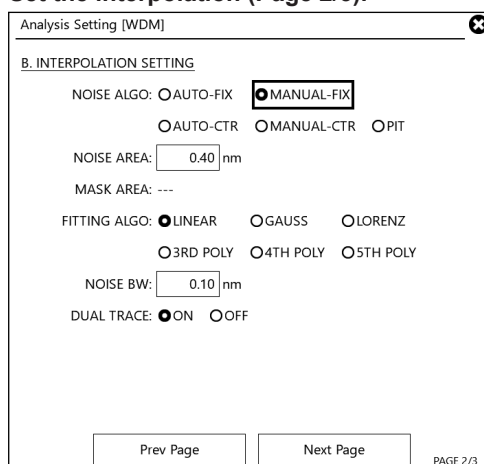 Set the Interpolation (Page 2/3).
Analysis Setting [WDM]
B. INTERPOLATION SETTING
NOISE ALGO: AUTO-FIX MANUAL-FIX
AUTO-CTR MANUAL-CTR PIT
NOISE AREA: 0.40 nm
MASK AREA: ---
FITTING ALGO: LINEAR GAUSS LORENZ
3RD POLY 4TH POLY 5TH POLY
NOISE BW: 0.10 nm
DUAL TRACE: ON OFF
Prev Page Next Page
PAGE 2/3